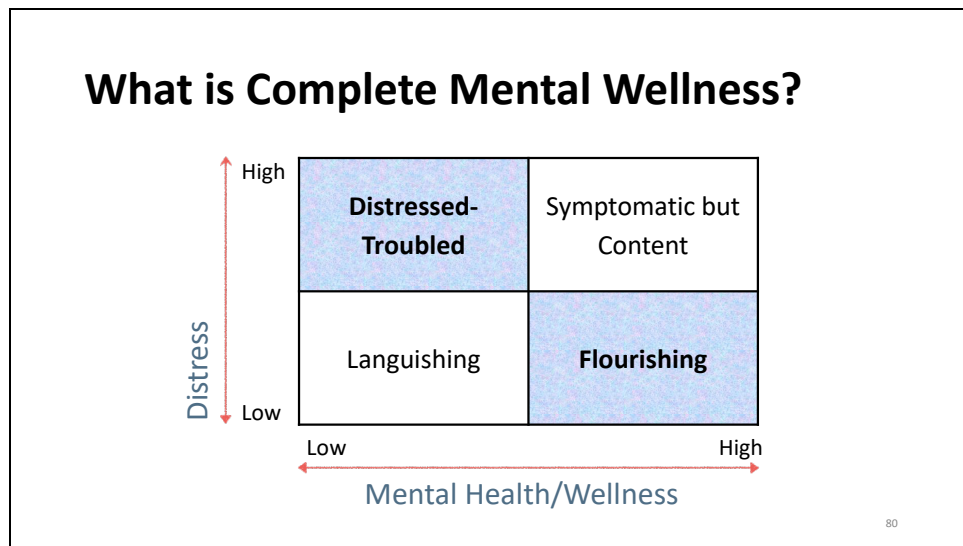 What is Complete Mental Wellness?
High
Distressed-
Troubled
Symptomatic but
Content
Distress
Languishing
Flourishing
Low
Low
High
Mental Health/Wellness
80